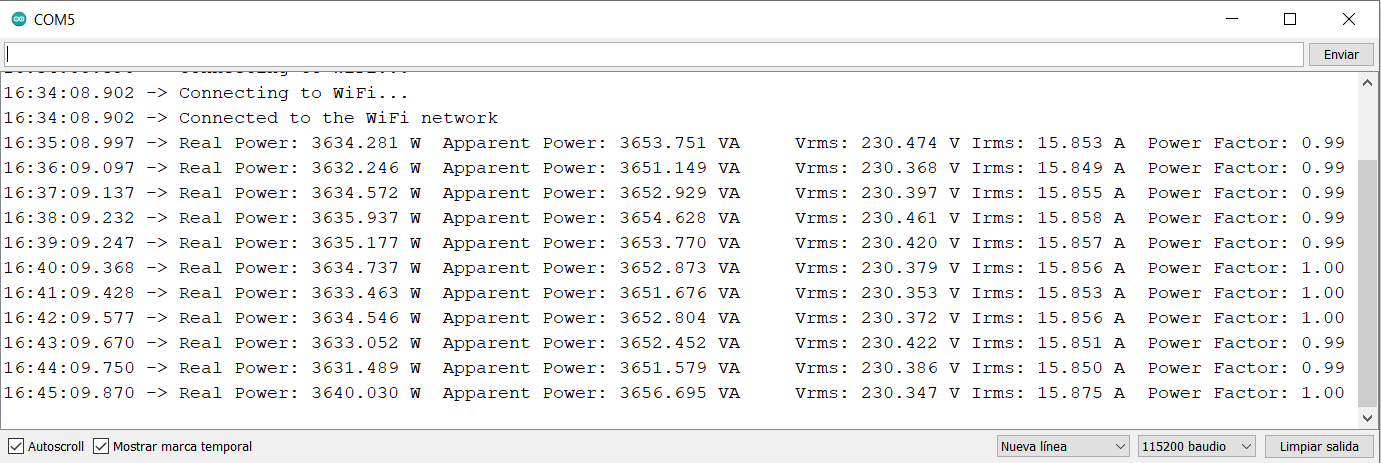 COM5
Enviar
16:34:08.902 -> Connecting to WiFi...
16:34:08.902 -> Connected to the WiFi network
16:35:08.997 -> Real Power: 3634.281 W  Apparent Power: 3653.751 VA     Vrms: 230.474 V Irms: 15.853 A  Power Factor: 0.99
16:36:09.097 -> Real Power: 3632.246 W  Apparent Power: 3651.149 VA     Vrms: 230.368 V Irms: 15.849 A  Power Factor: 0.99
16:37:09.137 -> Real Power: 3634.572 W  Apparent Power: 3652.929 VA     Vrms: 230.397 V Irms: 15.855 A  Power Factor: 0.99
16:38:09.232 -> Real Power: 3635.937 W  Apparent Power: 3654.628 VA     Vrms: 230.461 V Irms: 15.858 A  Power Factor: 0.99
16:39:09.247 -> Real Power: 3635.177 W  Apparent Power: 3653.770 VA     Vrms: 230.420 V Irms: 15.857 A  Power Factor: 0.99
16:40:09.368 -> Real Power: 3634.737 W  Apparent Power: 3652.873 VA     Vrms: 230.379 V Irms: 15.856 A  Power Factor: 1.00
16:41:09.428 -> Real Power: 3633.463 W  Apparent Power: 3651.676 VA     Vrms: 230.353 V Irms: 15.853 A  Power Factor: 1.00
16:42:09.577 -> Real Power: 3634.546 W  Apparent Power: 3652.804 VA     Vrms: 230.372 V Irms: 15.856 A  Power Factor: 1.00
16:43:09.670 -> Real Power: 3633.052 W  Apparent Power: 3652.452 VA     Vrms: 230.422 V Irms: 15.851 A  Power Factor: 0.99
16:44:09.750 -> Real Power: 3631.489 W  Apparent Power: 3651.579 VA     Vrms: 230.386 V Irms: 15.850 A  Power Factor: 0.99
16:45:09.870 -> Real Power: 3640.030 W  Apparent Power: 3656.695 VA     Vrms: 230.347 V Irms: 15.875 A  Power Factor: 1.00
Autoscroll Mostrar marca temporal Nueva línea 115200 baudio Limpiar salida